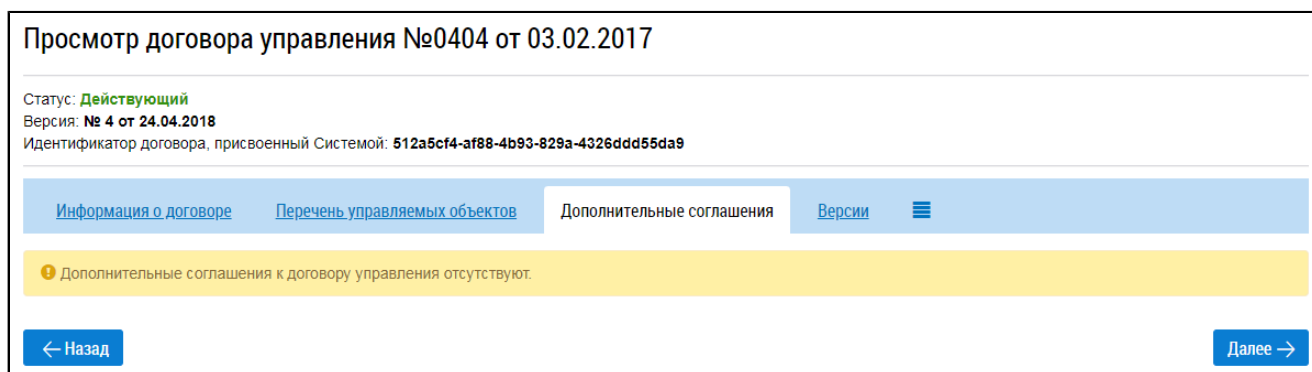 Просмотр договора управления №0404 от 03.02.2017
Статус: Действующий
Версия: № 4 от 24.04.2018
Идентификатор договора, присвоенный Системой: 512a5cf4-af88-4b93-829a-4326ddd55da9
Информация о договоре Перечень управляемых объектов Дополнительные соглашения Версии
Дополнительные соглашения к договору управления отсутствуют.
← Назад Далее →